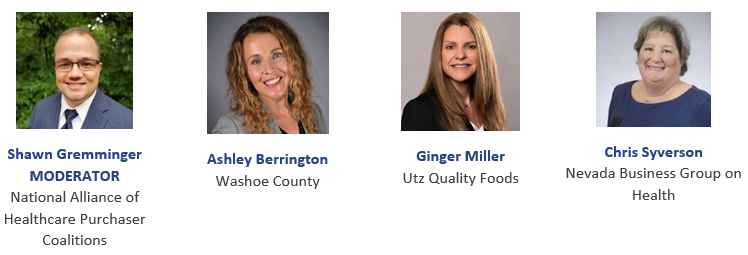 Shawn Gremminger
MODERATOR
National Alliance of
Healthcare Purchaser
Coalitions
Ashley Berrington
Washoe County
Ginger Miller
Utz Quality Foods
Chris Syverson
Nevada Business Group on
Health